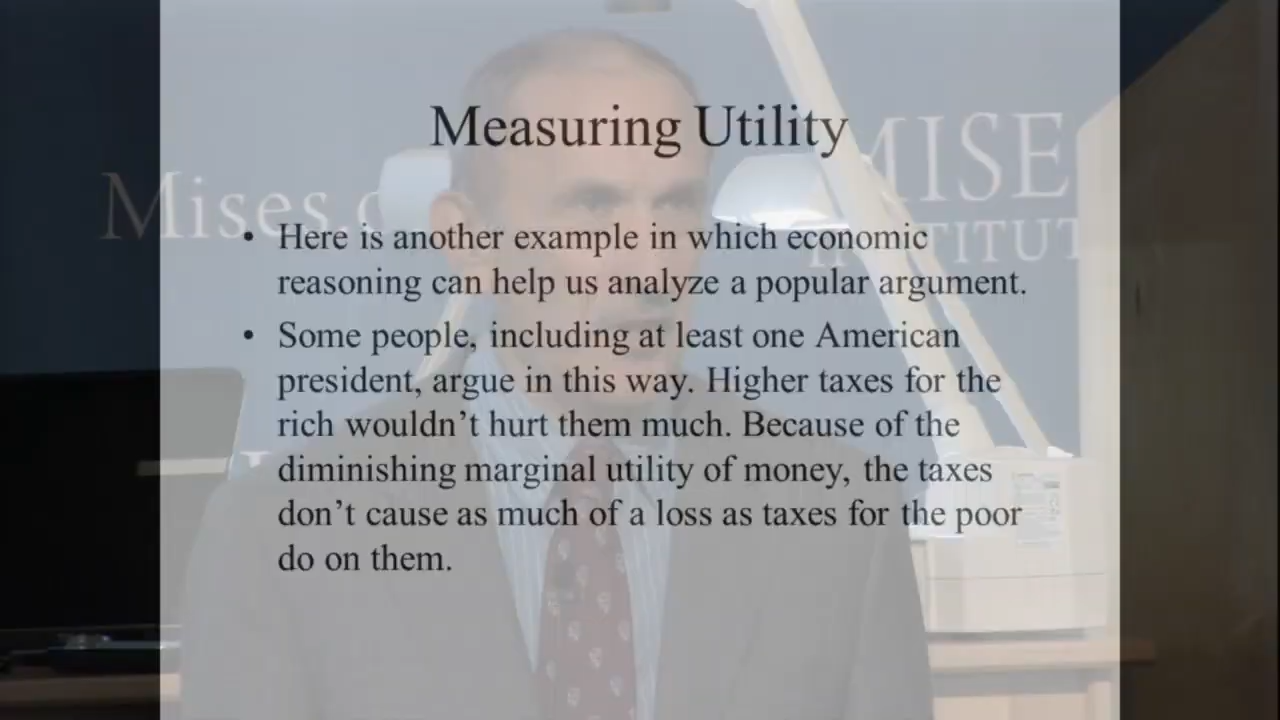 Measuring Utility
Mises.
MISES
INSTITUT
• Here is another example in which economic
reasoning can help us analyze a popular argument.
• Some people, including at least one American
president, argue in this way. Higher taxes for the
rich wouldn’t hurt them much. Because of the
diminishing marginal utility of money, the taxes
don’t cause as much of a loss as taxes for the poor
do on them.